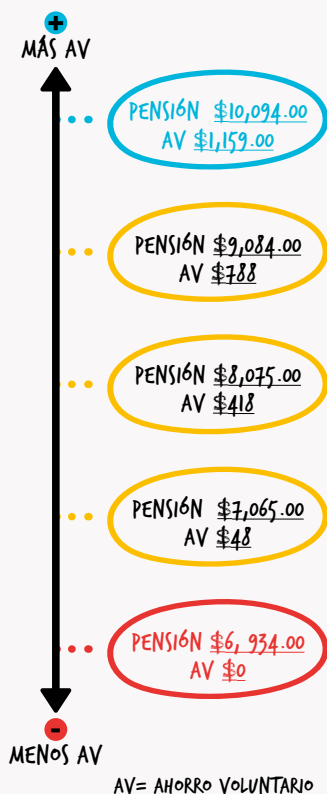 +
MÁS AV
PENSIÓN $10,094.00
AV $1,159.00
PENSIÓN $9,084.00
AV $788
PENSIÓN $8,075.00
AV $418
PENSIÓN $7,065.00
AV $48
PENSIÓN $6, 934.00
AV $0
-
MENOS AV
AV= AHORRO VOLUNTARIO